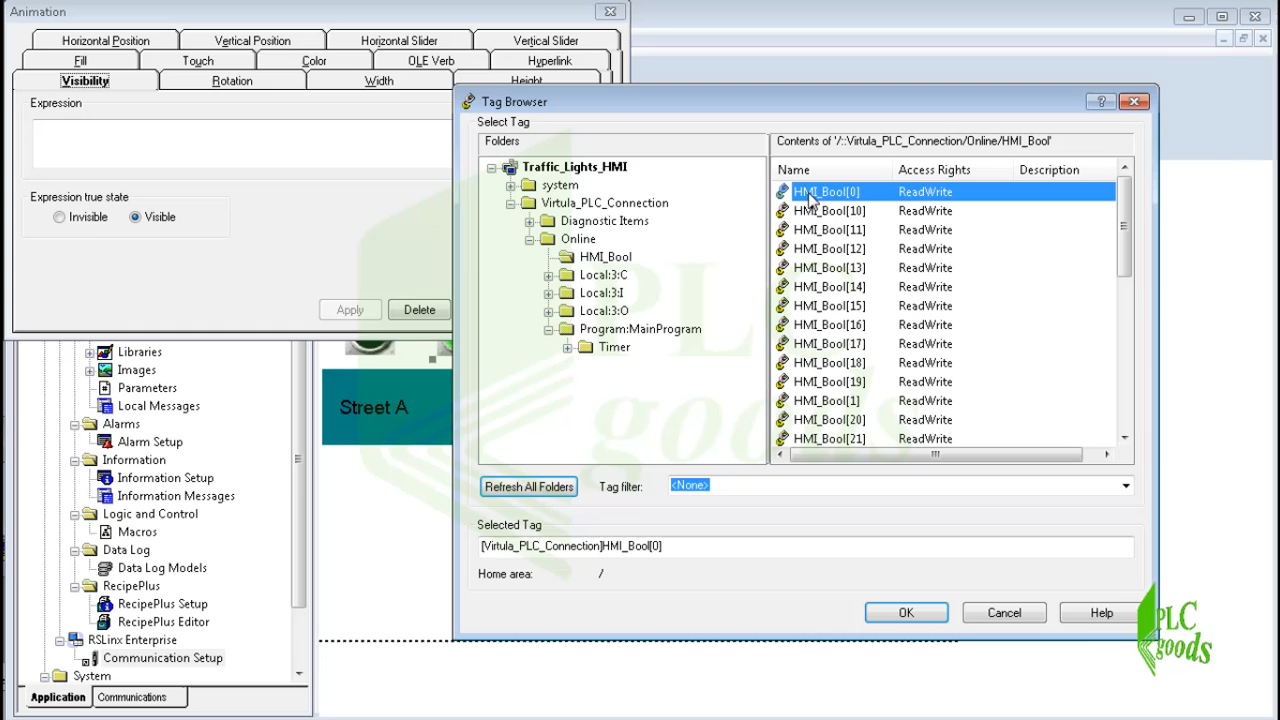 Animation
Horizontal Position
Vertical Position
Horizontal Slider
Vertical Slider
Fill
Touch
Color
OLE Verb
Hyperlink
Visibility
Rotation
Width
Height
Expression
Expression true state
Invisible
Visible
Apply
Delete
Tag Browser
Select Tag
Folders
Contents of '/::Virtula_PLC_Connection/Online/HMI_Bool'
Traffic_Lights_HMI
system
Virtula_PLC_Connection
Diagnostic Items
Online
HMI_Bool
Local:3:C
Local:3:I
Local:3:O
Program:MainProgram
Timer
Name Access Rights Description
HMI_Bool[0] ReadWrite
HMI_Bool[10] ReadWrite
HMI_Bool[11] ReadWrite
HMI_Bool[12] ReadWrite
HMI_Bool[13] ReadWrite
HMI_Bool[14] ReadWrite
HMI_Bool[15] ReadWrite
HMI_Bool[16] ReadWrite
HMI_Bool[17] ReadWrite
HMI_Bool[18] ReadWrite
HMI_Bool[19] ReadWrite
HMI_Bool[1] ReadWrite
HMI_Bool[20] ReadWrite
HMI_Bool[21] ReadWrite
Refresh All Folders
Tag filter: <None>
Selected Tag
[Virtula_PLC_Connection]HMI_Bool[0]
Home area: /
OK
Cancel
Help
Libraries
Images
Parameters
Local Messages
Alarms
Alarm Setup
Information
Information Setup
Information Messages
Logic and Control
Macros
Data Log
Data Log Models
RecipePlus
RecipePlus Setup
RecipePlus Editor
RSLinx Enterprise
Communication Setup
System
Application
Communications
Street A
PLC
goods
PLC
goods